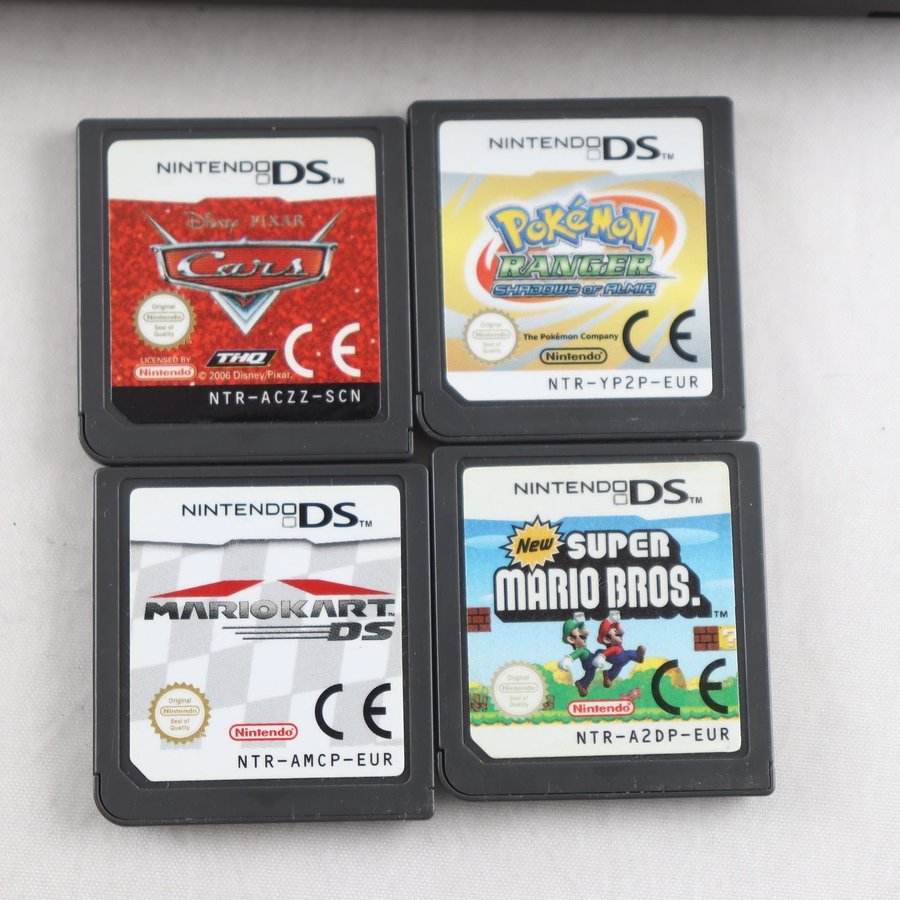 NINTENDO DS™
Disney · PIXAR
Cars
Original
Nintendo
Seal of
Quality
LICENSED BY
Nintendo
THQ
CE
© 2006 Disney/Pixar.
NTR-ACZZ-SCN
NINTENDO DS™
POKéMON
RANGER
SHADOWS OF ALMIA
Original
Nintendo
Seal of
Quality
The Pokémon Company
Nintendo
CE
NTR-YP2P-EUR
NINTENDO DS™
MARIOKART™
DS
Original
Nintendo
Seal of
Quality
Nintendo
CE
NTR-AMCP-EUR
NINTENDO DS™
New SUPER
MARIO BROS.™
Original
Nintendo
Seal of
Quality
Nintendo
CE
NTR-A2DP-EUR